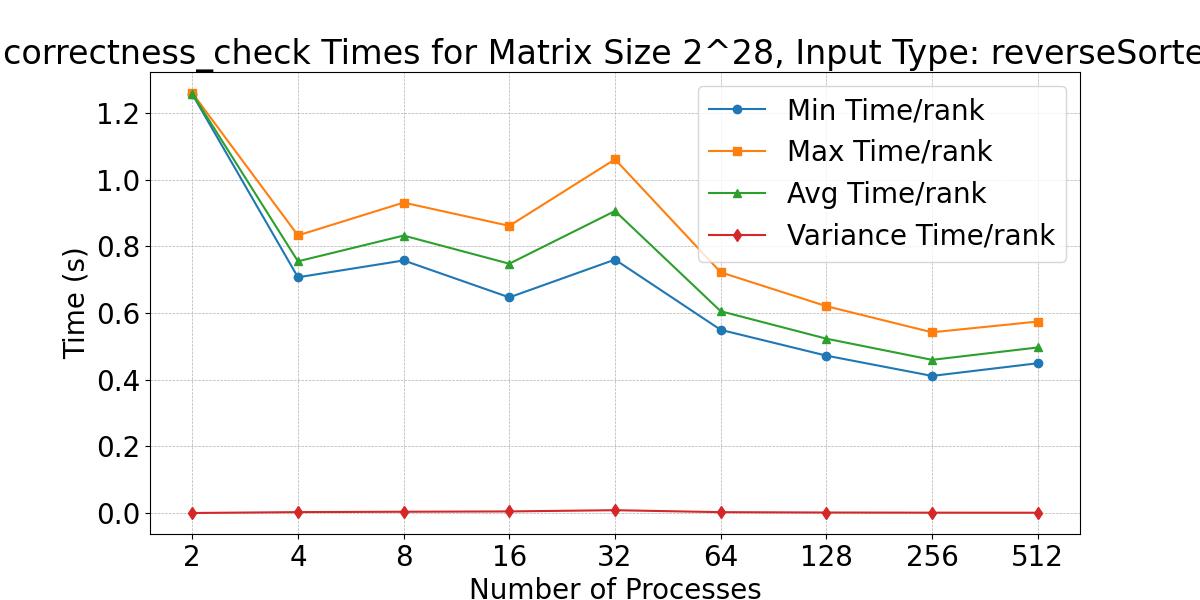 correctness_check Times for Matrix Size 2^28, Input Type: reverseSorte
Min Time/rank
Max Time/rank
Avg Time/rank
Variance Time/rank
1.2
1.0
0.8
0.6
0.4
0.2
0.0
Time (s)
2 4 8 16 32 64 128 256 512
Number of Processes